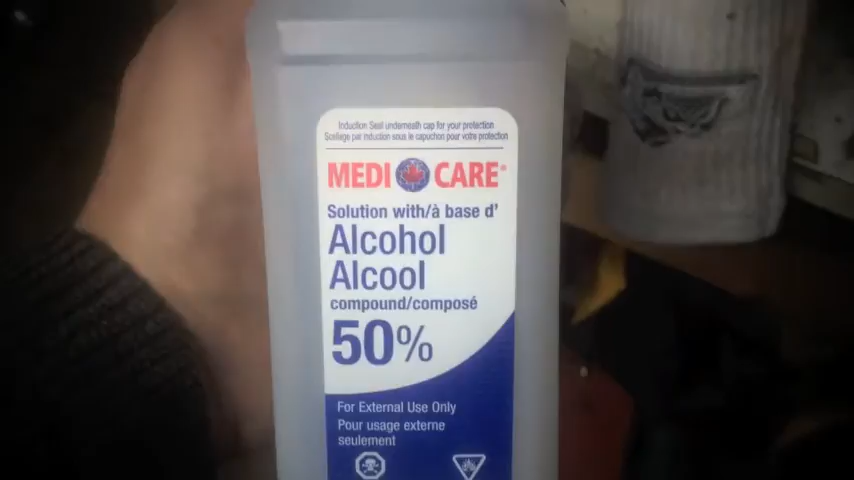 Induction Seal underneath cap for your protection
Scellage par induction sous le capuchon pour votre protection
MEDI CARE®
Solution with/à base d'
Alcohol
Alcool
compound/composé
50%
For External Use Only
Pour usage externe
seulement